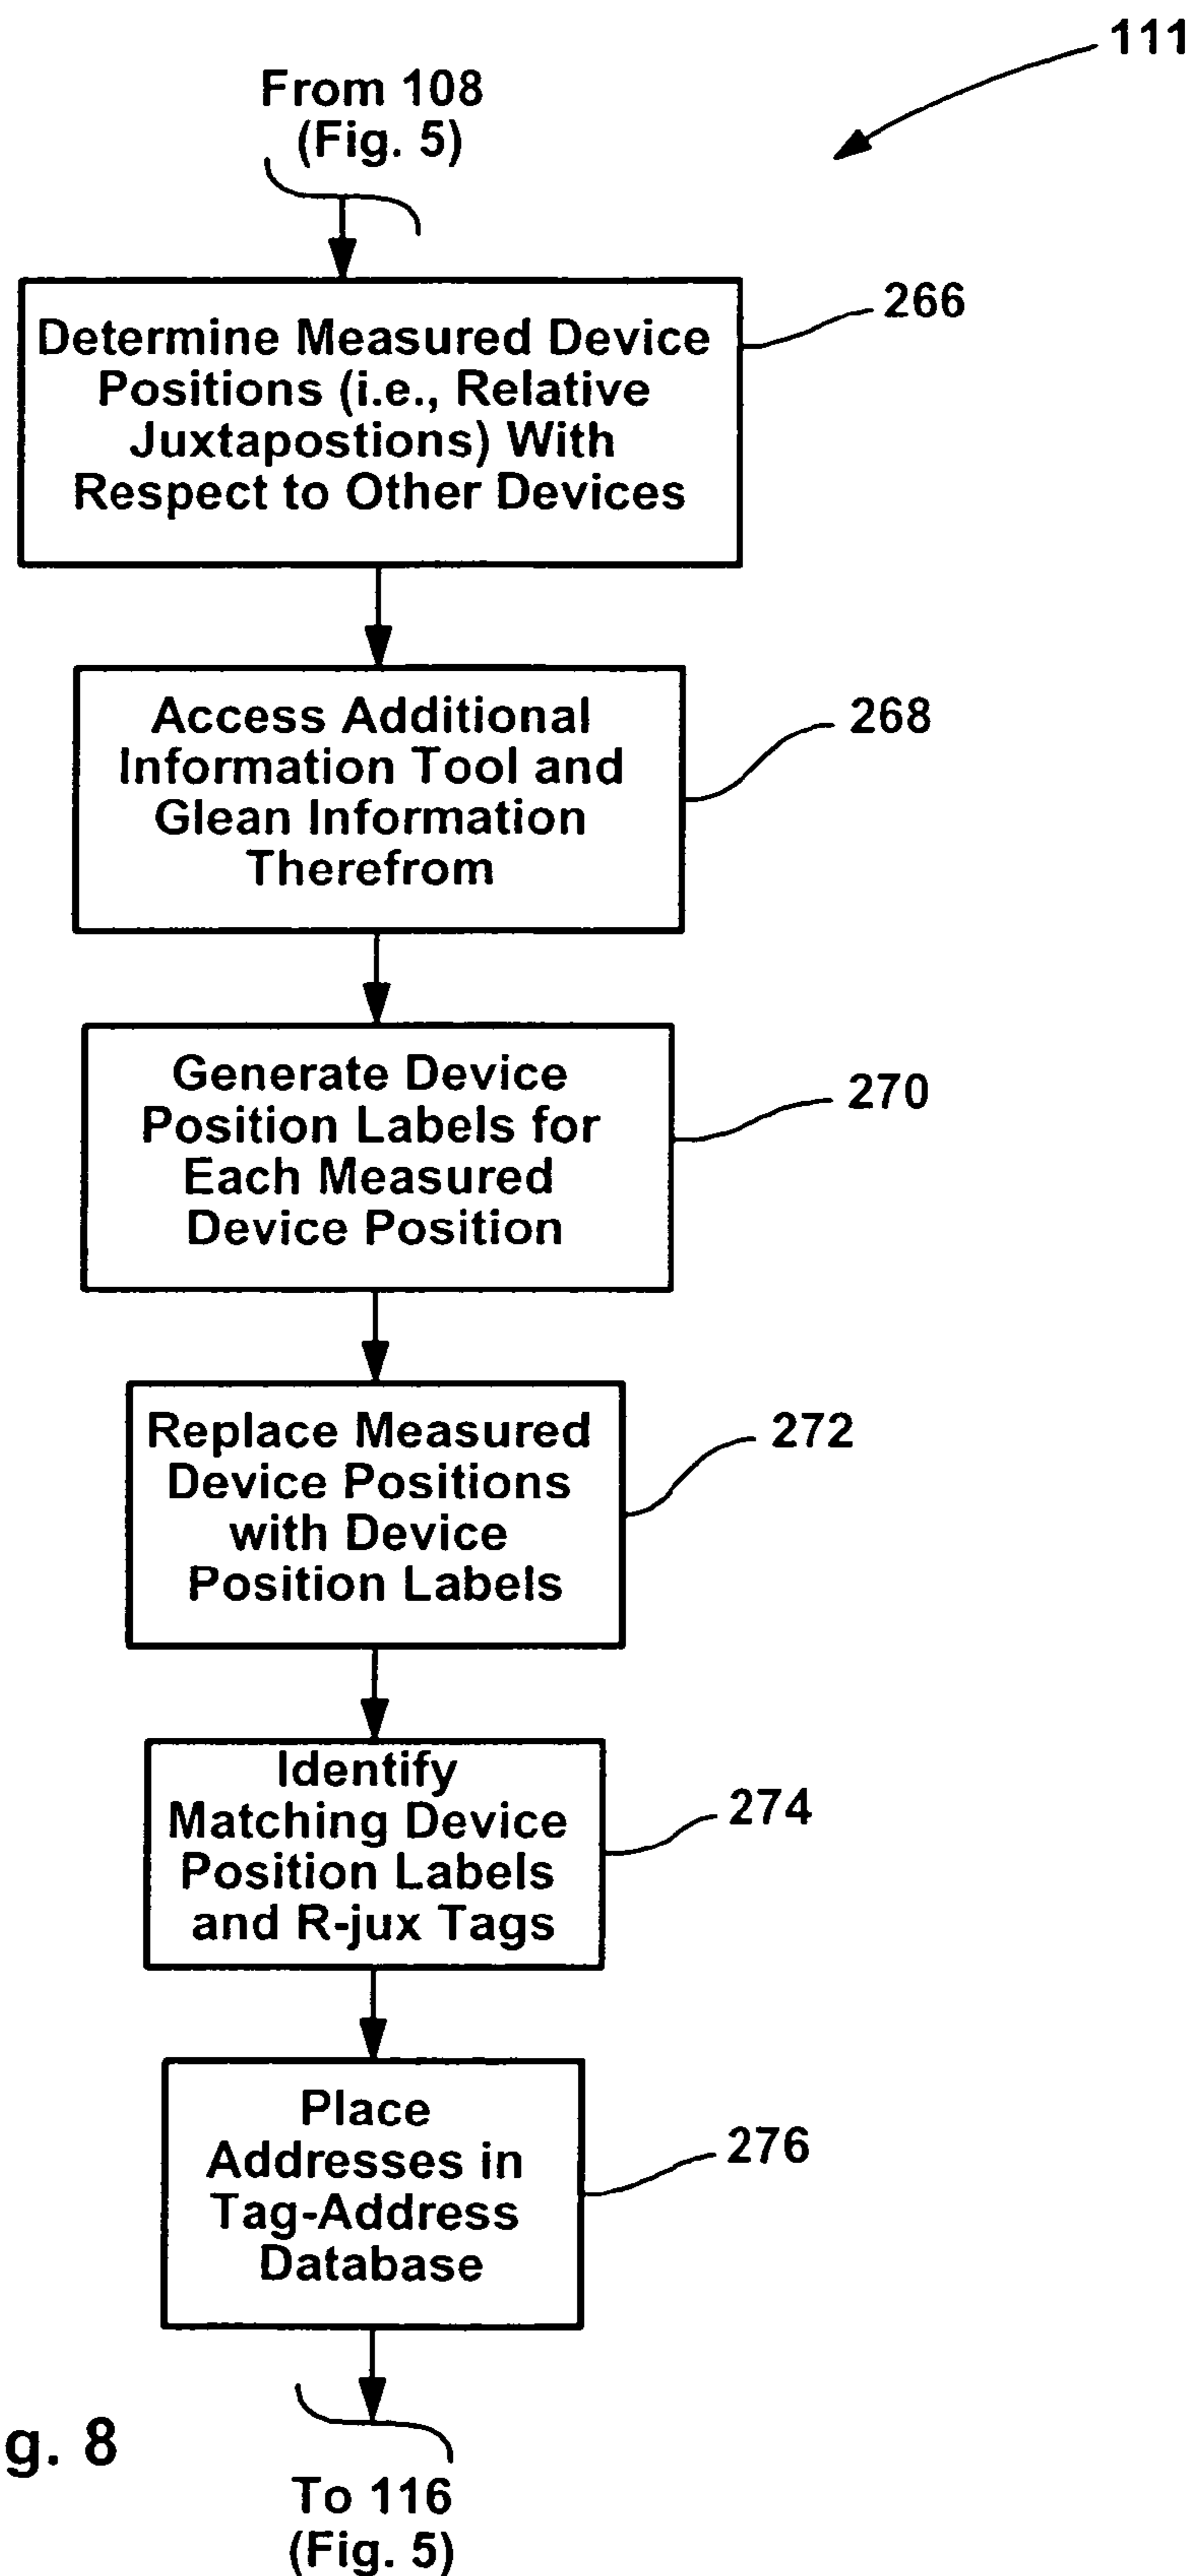 111
From 108
(Fig. 5)
Determine Measured Device
Positions (i.e., Relative
Juxtapostions) With
Respect to Other Devices
266
Access Additional
Information Tool and
Glean Information
Therefrom
268
Generate Device
Position Labels for
Each Measured
Device Position
270
Replace Measured
Device Positions
with Device
Position Labels
272
Identify
Matching Device
Position Labels
and R-jux Tags
274
Place
Addresses in
Tag-Address
Database
276
g. 8
To 116
(Fig. 5)